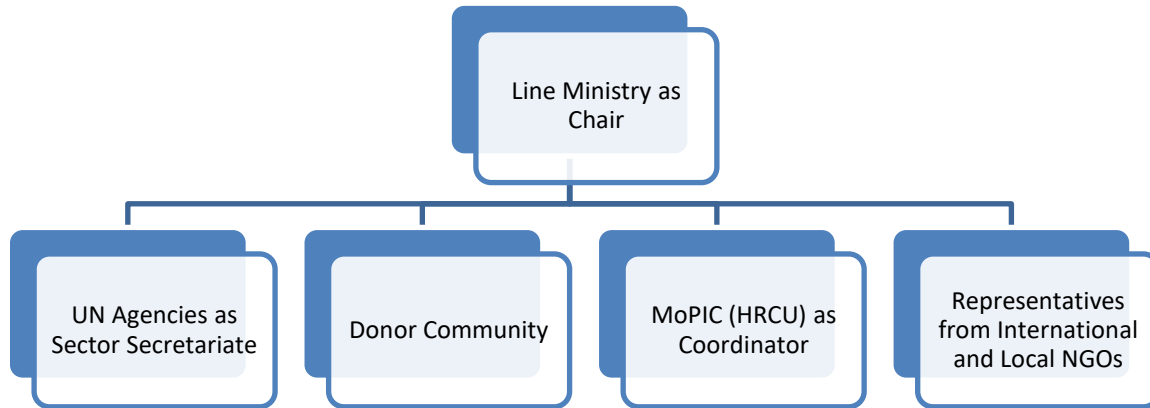 Line Ministry as
Chair
UN Agencies as
Sector Secretariate
Donor Community
MoPIC (HRCU) as
Coordinator
Representatives
from International
and Local NGOs